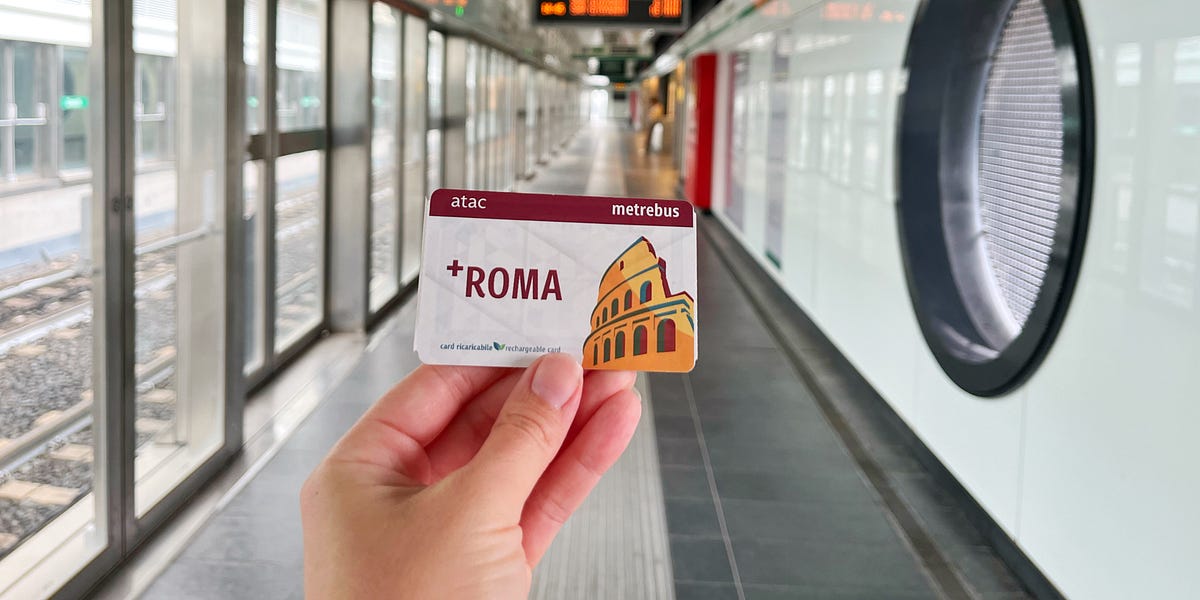 atac
metrebus
+ROMA
card ricaricabile rechargeable card